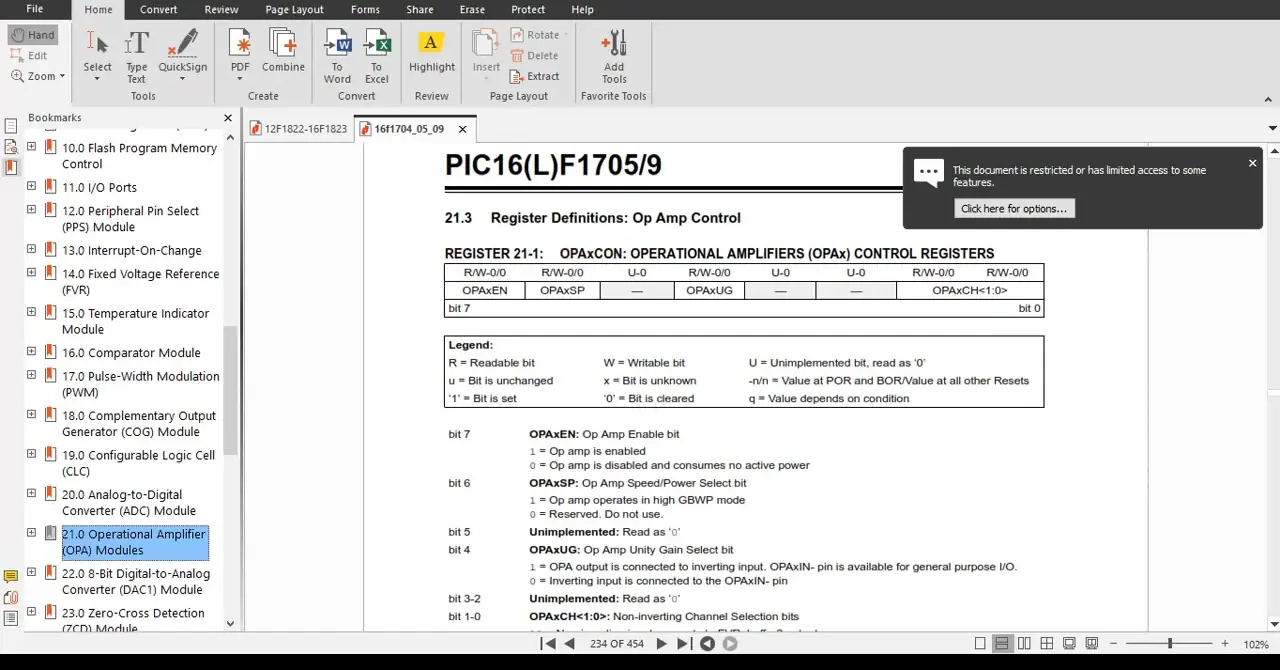 File Home Convert Review Page Layout Forms Share Erase Protect Help
Hand
Edit
Zoom
Select
Type Text
QuickSign
Tools
PDF
Combine
Create
To Word
To Excel
Convert
Highlight
Review
Insert
Rotate
Delete
Extract
Page Layout
Add Tools
Favorite Tools
Bookmarks
10.0 Flash Program Memory
Control
11.0 I/O Ports
12.0 Peripheral Pin Select
(PPS) Module
13.0 Interrupt-On-Change
14.0 Fixed Voltage Reference
(FVR)
15.0 Temperature Indicator
Module
16.0 Comparator Module
17.0 Pulse-Width Modulation
(PWM)
18.0 Complementary Output
Generator (COG) Module
19.0 Configurable Logic Cell
(CLC)
20.0 Analog-to-Digital
Converter (ADC) Module
21.0 Operational Amplifier
(OPA) Modules
22.0 8-Bit Digital-to-Analog
Converter (DAC1) Module
23.0 Zero-Cross Detection
(ZCD) Module
12F1822-16F1823
16f1704_05_09
PIC16(L)F1705/9
This document is restricted or has limited access to some
features.
Click here for options...
21.3 Register Definitions: Op Amp Control
REGISTER 21-1: OPAxCON: OPERATIONAL AMPLIFIERS (OPAx) CONTROL REGISTERS
R/W-0/0 R/W-0/0 U-0 R/W-0/0 U-0 U-0 R/W-0/0 R/W-0/0
OPAxEN OPAxSP — OPAxUG — — OPAxCH<1:0>
bit 7 bit 0
Legend:
R = Readable bit W = Writable bit U = Unimplemented bit, read as ‘0’
u = Bit is unchanged x = Bit is unknown -n/n = Value at POR and BOR/Value at all other Resets
‘1’ = Bit is set ‘0’ = Bit is cleared q = Value depends on condition
bit 7 OPAxEN: Op Amp Enable bit
1 = Op amp is enabled
0 = Op amp is disabled and consumes no active power
bit 6 OPAxSP: Op Amp Speed/Power Select bit
1 = Op amp operates in high GBWP mode
0 = Reserved. Do not use.
bit 5 Unimplemented: Read as ‘0’
bit 4 OPAxUG: Op Amp Unity Gain Select bit
1 = OPA output is connected to inverting input. OPAxIN- pin is available for general purpose I/O.
0 = Inverting input is connected to the OPAxIN- pin
bit 3-2 Unimplemented: Read as ‘0’
bit 1-0 OPAxCH<1:0>: Non-inverting Channel Selection bits
234 OF 454
102%